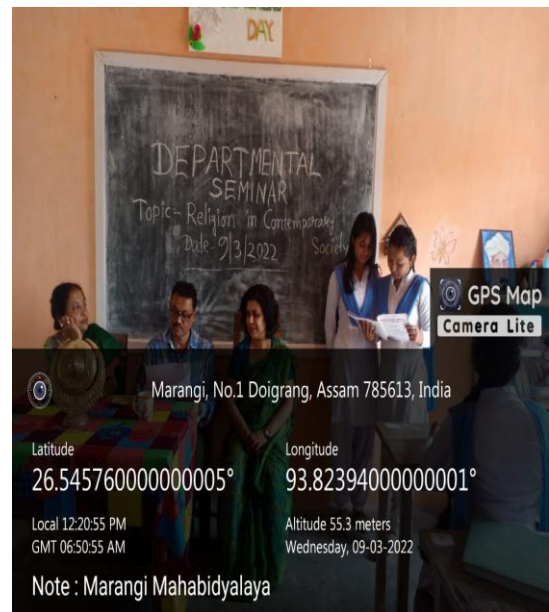 DAY
DEPARTMENTAL
SEMINAR
Topic - Religion in Contemporary
Society
Date - 9/3/2022
GPS Map
Camera Lite
Marangi, No.1 Doigrang, Assam 785613, India
Latitude
26.545760000000005°
Longitude
93.82394000000001°
Local 12:20:55 PM
GMT 06:50:55 AM
Altitude 55.3 meters
Wednesday, 09-03-2022
Note : Marangi Mahabidyalaya